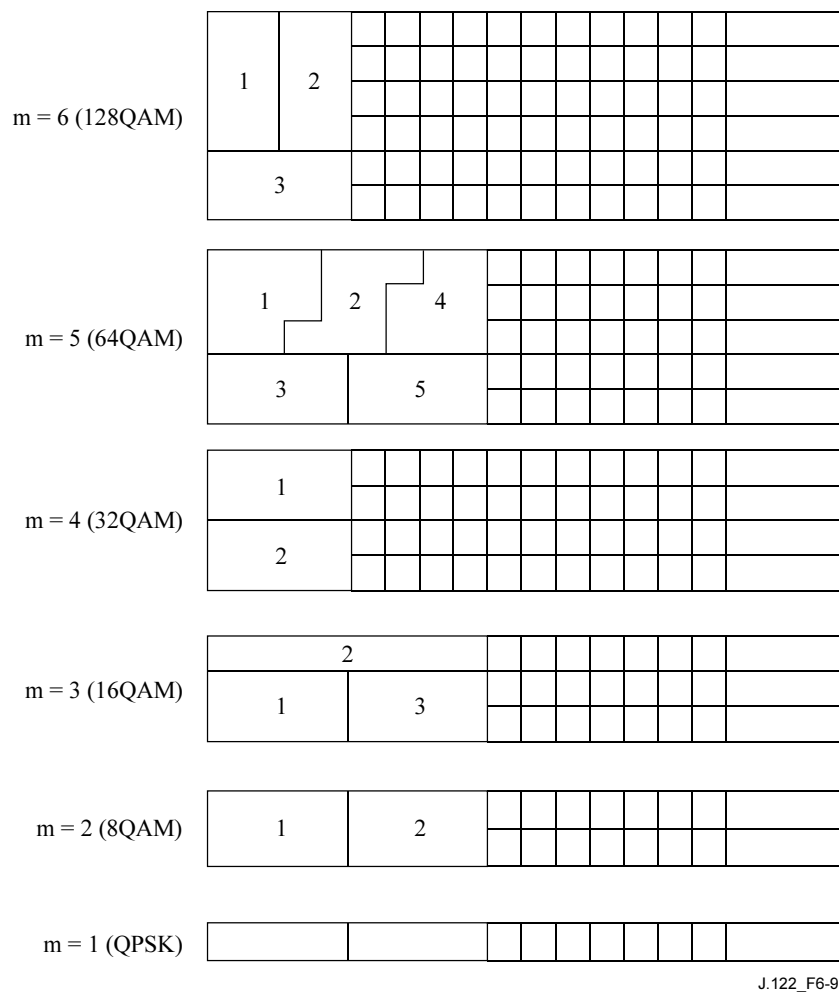 m = 6 (128QAM)
1 2
3
m = 5 (64QAM)
1 2 4
3 5
m = 4 (32QAM)
1
2
m = 3 (16QAM)
2
1 3
m = 2 (8QAM)
1 2
m = 1 (QPSK)
J.122_F6-9